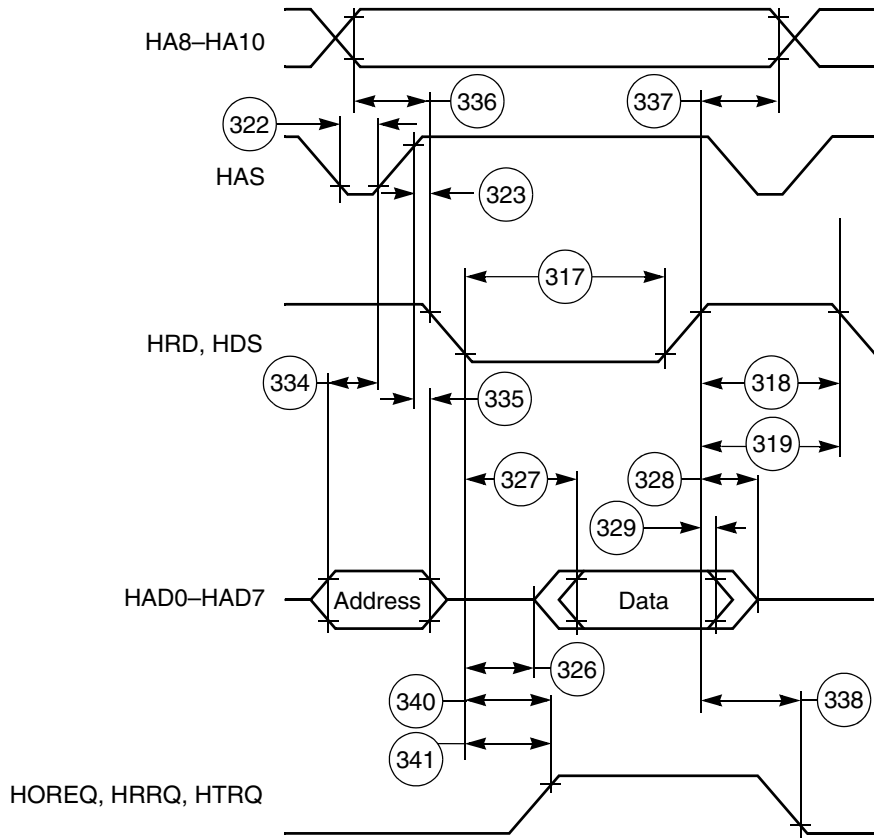 HA8–HA10
336
337
322
HAS
323
317
HRD, HDS
334
335
318
319
327
328
329
HAD0–HAD7
Address
Data
326
340
338
341
HOREQ, HRRQ, HTRQ